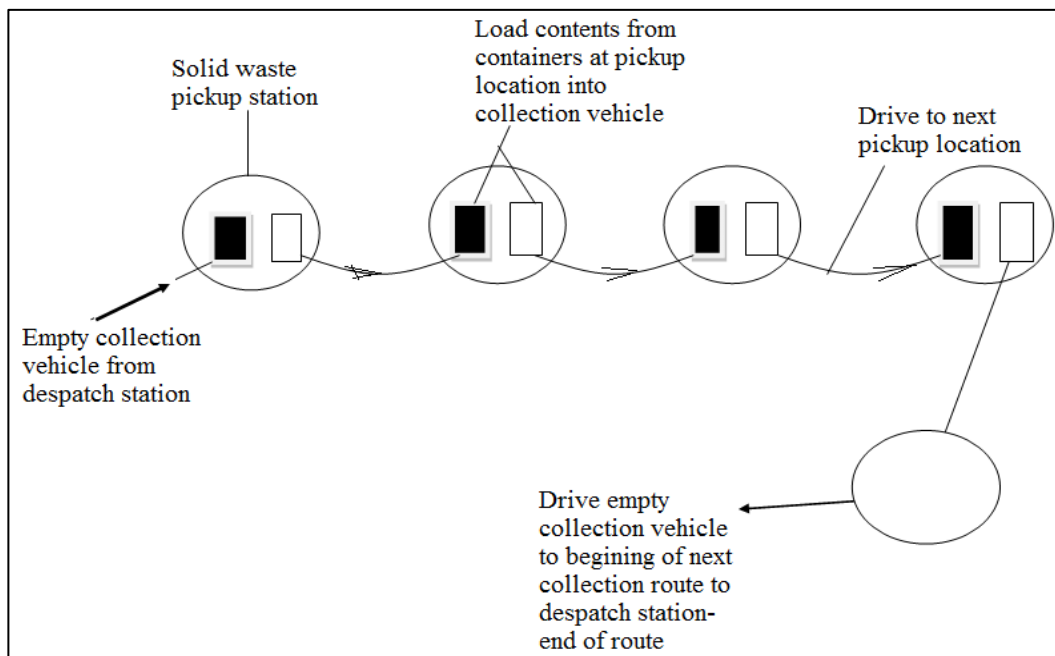 Solid waste
pickup station
Load contents from
containers at pickup
location into
collection vehicle
Drive to next
pickup location
Empty collection
vehicle from
despatch station
Drive empty
collection vehicle
to begining of next
collection route to
despatch station-
end of route